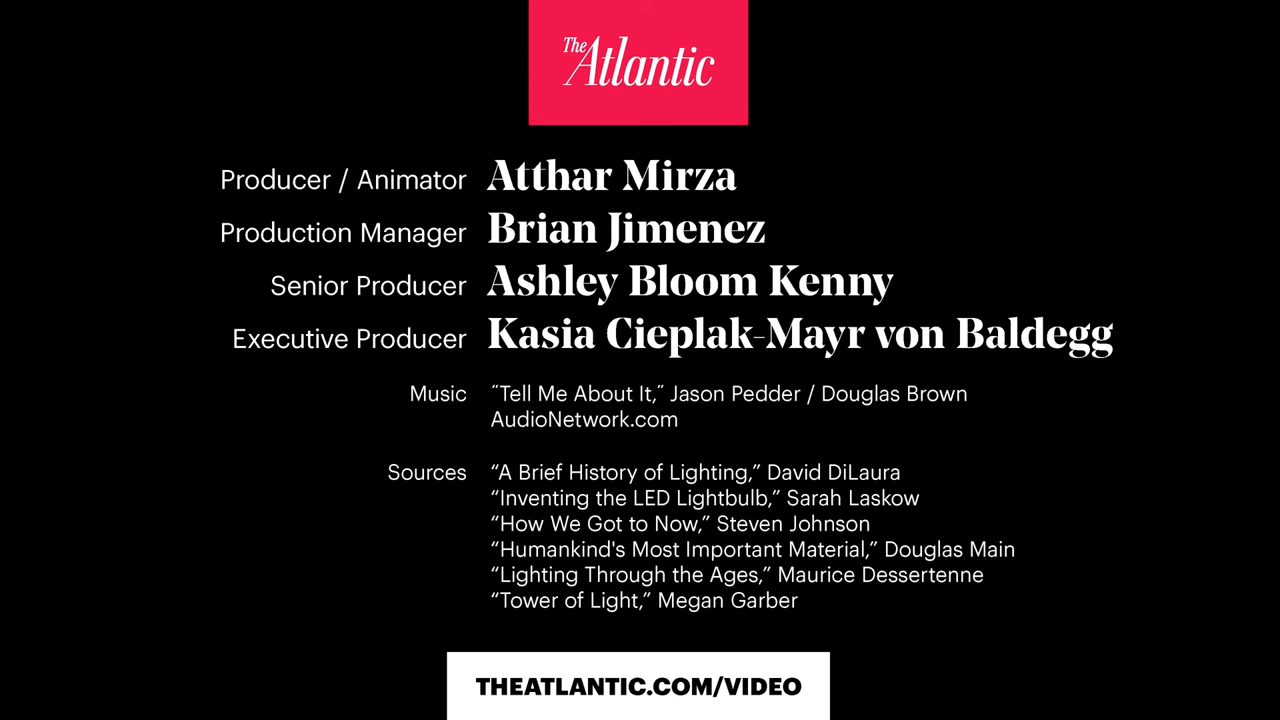 The Atlantic
Producer / Animator Atthar Mirza
Production Manager Brian Jimenez
Senior Producer Ashley Bloom Kenny
Executive Producer Kasia Cieplak-Mayr von Baldegg
Music "Tell Me About It," Jason Pedder / Douglas Brown
AudioNetwork.com
Sources “A Brief History of Lighting,” David DiLaura
“Inventing the LED Lightbulb,” Sarah Laskow
“How We Got to Now,” Steven Johnson
“Humankind's Most Important Material,” Douglas Main
“Lighting Through the Ages,” Maurice Dessertenne
“Tower of Light,” Megan Garber
THEATLANTIC.COM/VIDEO